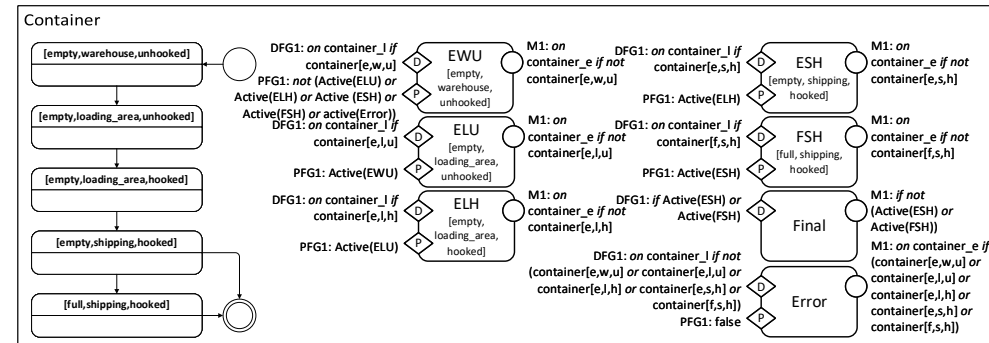 Container
[empty,warehouse,unhooked]
[empty,loading_area,unhooked]
[empty,loading_area,hooked]
[empty,shipping,hooked]
[full,shipping,hooked]
DFG1: on container_l if
container[e,w,u]
PFG1: not (Active(ELU) or
Active(ELH) or Active (ESH) or
Active(FSH) or active(Error))
D
P
EWU
[empty,
warehouse,
unhooked]
M1: on
container_e if not
container[e,w,u]
DFG1: on container_l if
container[e,l,u]
PFG1: Active(EWU)
D
P
ELU
[empty,
loading_area,
unhooked]
M1: on
container_e if not
container[e,l,u]
DFG1: on container_l if
container[e,l,h]
PFG1: Active(ELU)
D
P
ELH
[empty,
loading_area,
hooked]
M1: on
container_e if not
container[e,l,h]
DFG1: on container_l if
container[e,s,h]
PFG1: Active(ELH)
D
P
ESH
[empty, shipping,
hooked]
M1: on
container_e if not
container[e,s,h]
DFG1: on container_l if
container[f,s,h]
PFG1: Active(ESH)
D
P
FSH
[full, shipping,
hooked]
M1: on
container_e if not
container[f,s,h]
DFG1: if Active(ESH) or
Active(FSH)
D
Final
M1: if not
(Active(ESH) or
Active(FSH))
DFG1: on container_l if not
(container[e,w,u] or container[e,l,u] or
container[e,l,h] or container[e,s,h] or
container[f,s,h])
PFG1: false
D
P
Error
M1: on container_e if
(container[e,w,u] or
container[e,l,u] or
container[e,l,h] or
container[e,s,h] or
container[f,s,h])